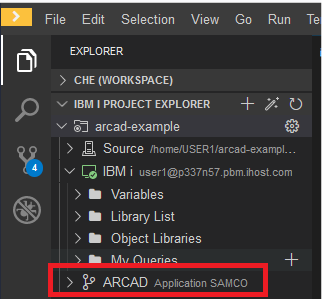 File Edit Selection View Go Run Te
EXPLORER
CHE (WORKSPACE)
IBM I PROJECT EXPLORER
arcad-example
Source /home/USER1/arcad-exampl...
IBM i user1@p337n57.pbm.ihost.com
Variables
Library List
Object Libraries
4
My Queries
ARCAD Application SAMCO